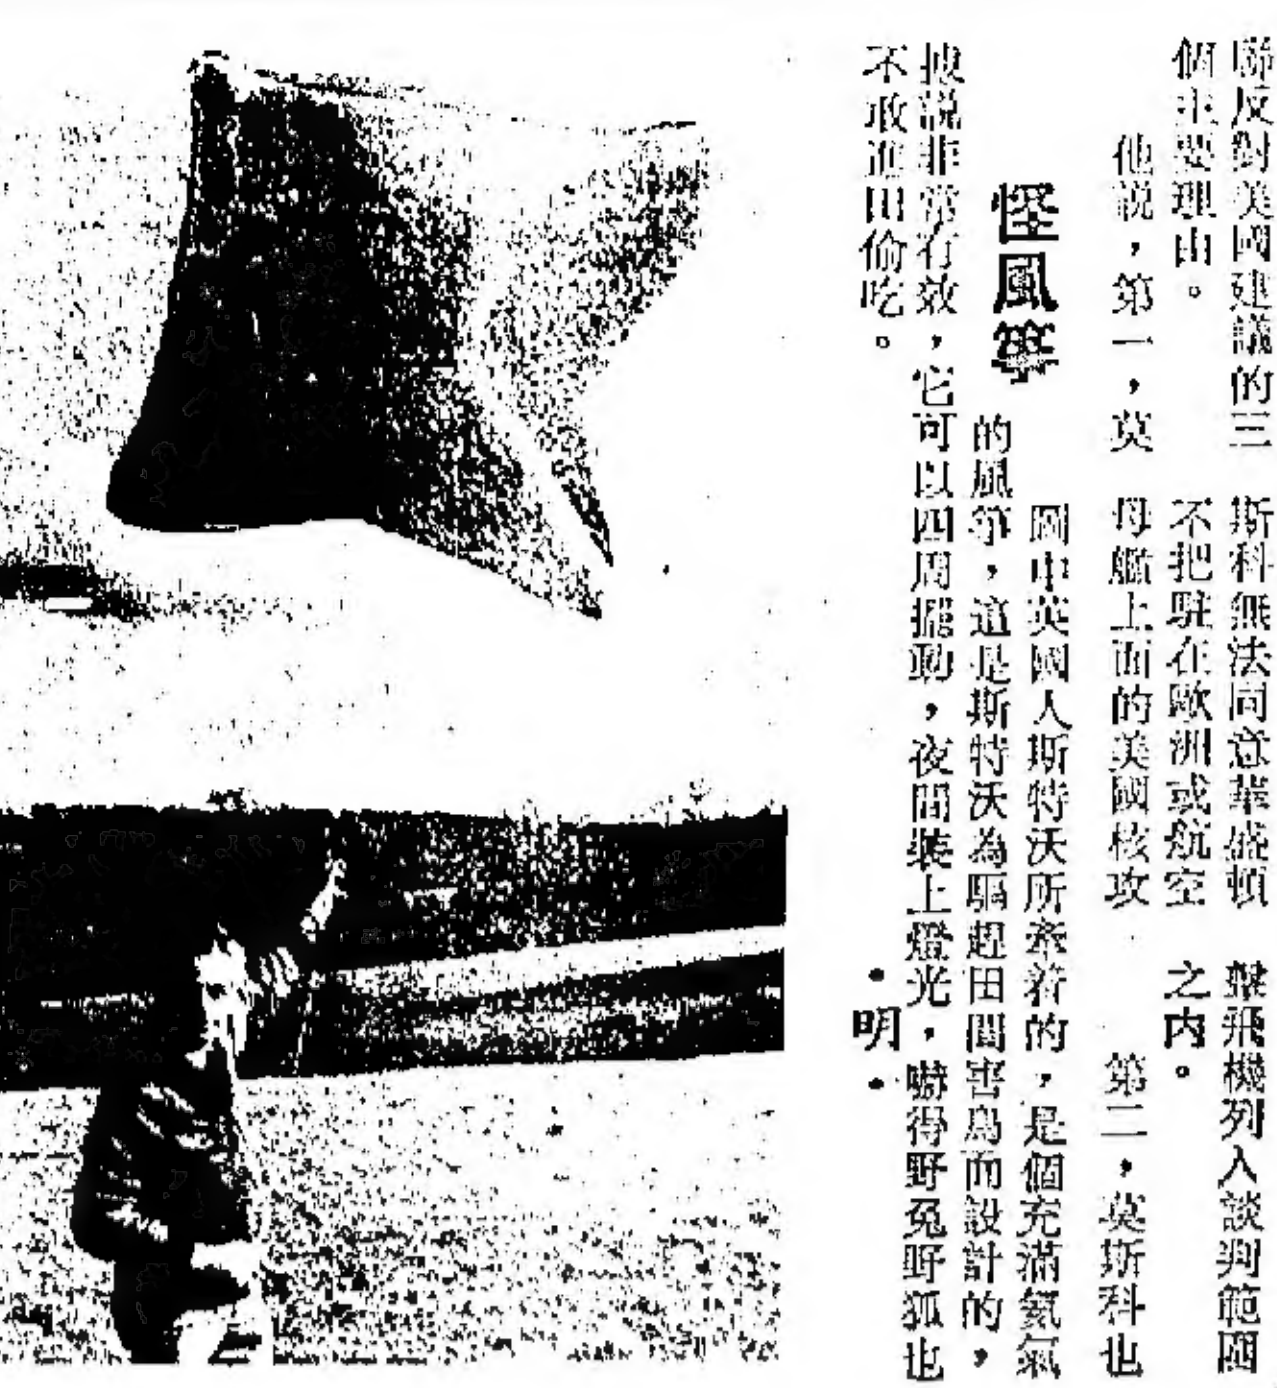 聯反對美國建議的三
個主要理由。
他説，第一，莫
斯科無法同意華盛頓
不把駐在歐洲或航空
母艦上面的美國核攻
擊飛機列入談判範圍
之内。
第二，莫斯科也
怪風箏
圖中英國人斯特沃所牽着的，是個充滿氦氣
的風箏，這是斯特沃為驅趕田間害鳥而設計的，
據説非常有效，它可以四周擺動，夜間裝上燈光，嚇得野兔野狐也
不敢進田偷吃。
·明·